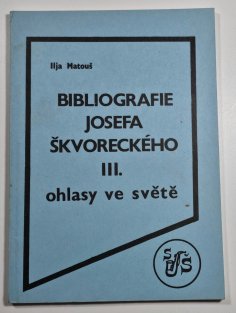 Ilja Matouš
BIBLIOGRAFIE
JOSEFA
ŠKVORECKÉHO
III.
ohlasy ve světě